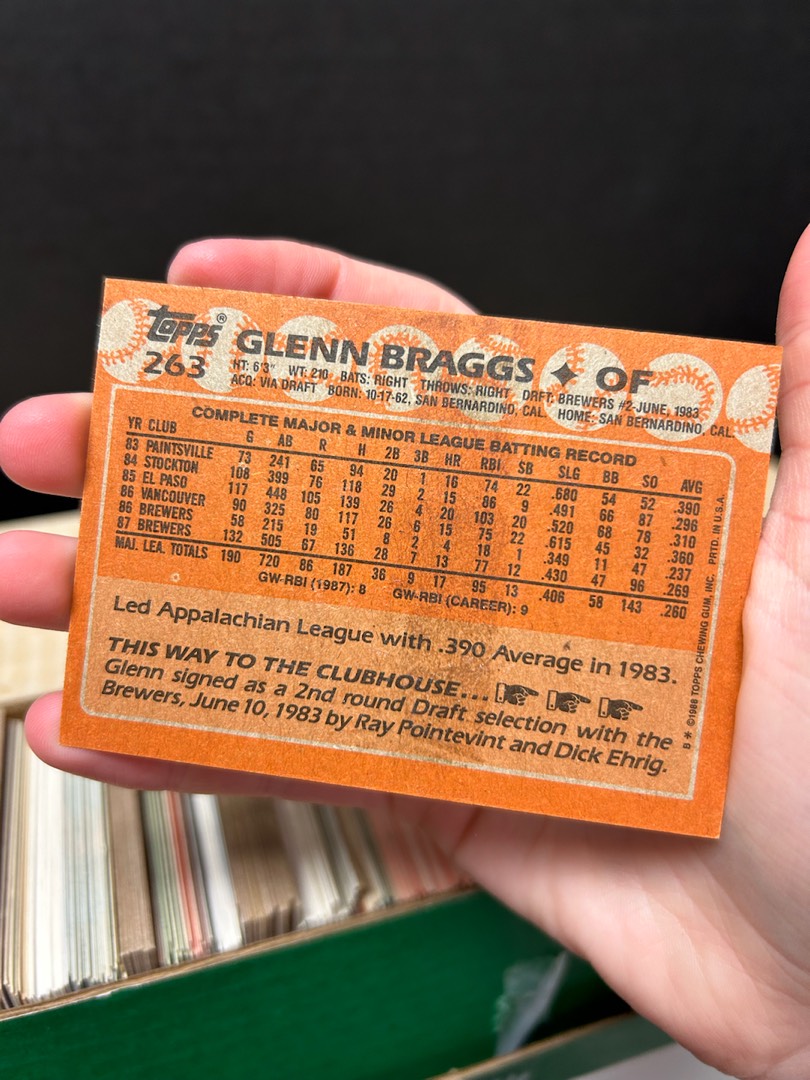 topps®
263
GLENN BRAGGS ✦ OF
HT: 6'3" WT: 210 BATS: RIGHT THROWS: RIGHT DRFT: BREWERS #2-JUNE, 1983
ACQ: VIA DRAFT BORN: 10-17-62, SAN BERNARDINO, CAL. HOME: SAN BERNARDINO, CAL.
COMPLETE MAJOR & MINOR LEAGUE BATTING RECORD
YR CLUB G AB R H 2B 3B HR RBI SB SLG BB SO AVG
83 PAINTSVILLE 73 241 65 94 20 1 16 74 22 .680 54 52 .390
84 STOCKTON 108 399 76 118 29 2 15 86 9 .491 66 87 .296
85 EL PASO 117 448 105 139 26 4 20 103 20 .520 68 78 .310
86 VANCOUVER 90 325 80 117 26 6 15 75 22 .615 45 32 .360
86 BREWERS 58 215 19 51 8 2 4 18 1 .349 11 47 .237
87 BREWERS 132 505 67 136 28 7 13 77 12 .430 47 96 .269
MAJ. LEA. TOTALS 190 720 86 187 36 9 17 95 13 .406 58 143 .260
GW-RBI (1987): 8 GW-RBI (CAREER): 9
Led Appalachian League with .390 Average in 1983.
THIS WAY TO THE CLUBHOUSE...
Glenn signed as a 2nd round Draft selection with the
Brewers, June 10, 1983 by Ray Pointevint and Dick Ehrig.
8* ©1988 TOPPS CHEWING GUM, INC. PRTD. IN U.S.A.